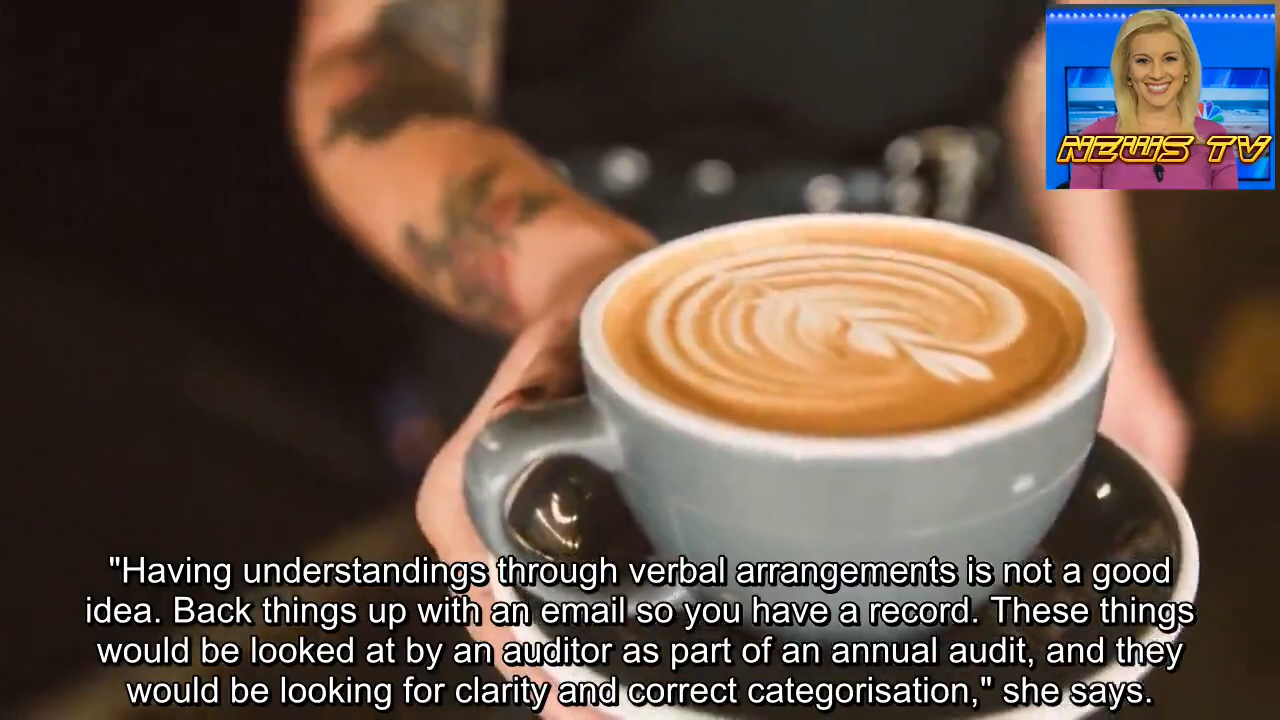 NEWS TV
"Having understandings through verbal arrangements is not a good
idea. Back things up with an email so you have a record. These things
would be looked at by an auditor as part of an annual audit, and they
would be looking for clarity and correct categorisation," she says.